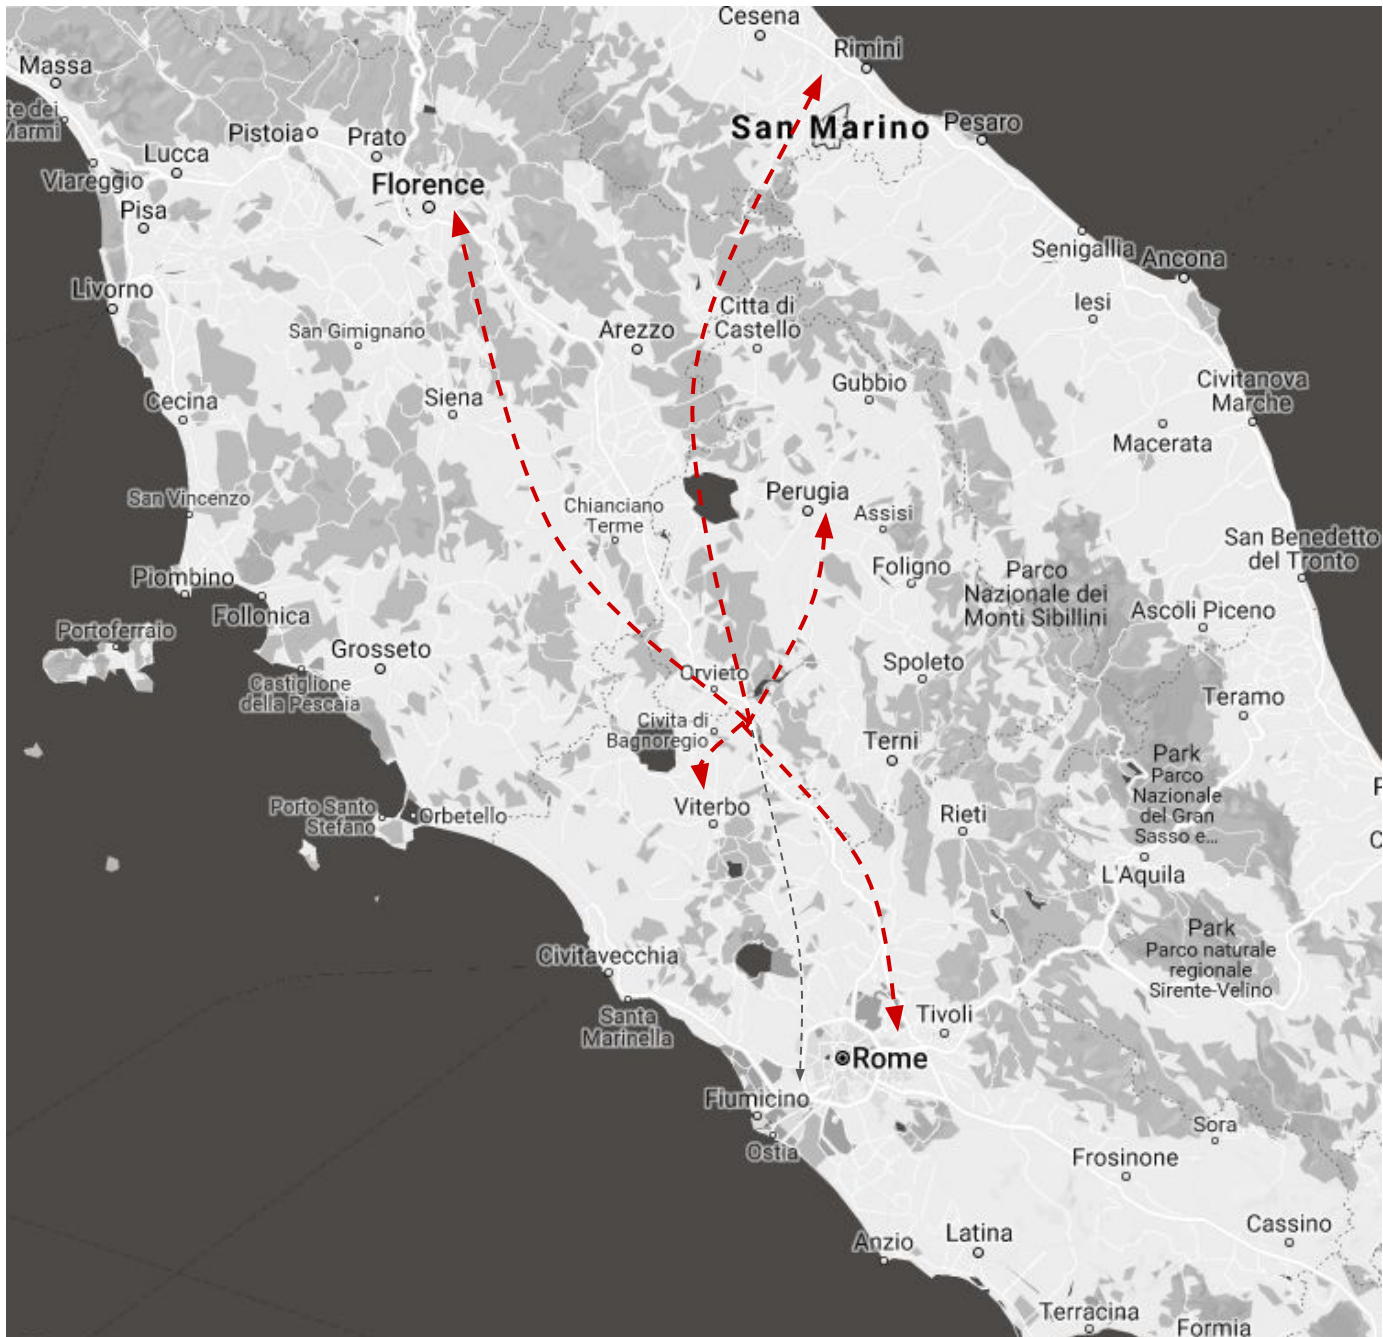 Cesena
Rimini
Massa
te dei
Marmi
Pistoia
Prato
San Marino
Pesaro
Lucca
Viareggio
Florence
Pisa
Senigallia
Ancona
Livorno
Citta di
Castello
Iesi
San Gimignano
Arezzo
Gubbio
Civitanova
Marche
Cecina
Siena
Macerata
San Vincenzo
Chianciano
Terme
Perugia
Assisi
San Benedetto
del Tronto
Piombino
Foligno
Parco
Nazionale dei
Monti Sibillini
Follonica
Ascoli Piceno
Portoferraio
Grosseto
Orvieto
Spoleto
Castiglione
della Pescaia
Teramo
Civita di
Bagnoregio
Terni
Park
Parco
Nazionale
del Gran
Sasso e...
Porto Santo
Stefano
Orbetello
Viterbo
Rieti
L'Aquila
Civitavecchia
Park
Parco naturale
regionale
Sirente-Velino
Santa
Marinella
Tivoli
Rome
Fiumicino
Ostia
Sora
Frosinone
Anzio
Latina
Cassino
Terracina
Formia